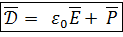 D̅ = ε₀E̅ + P̅